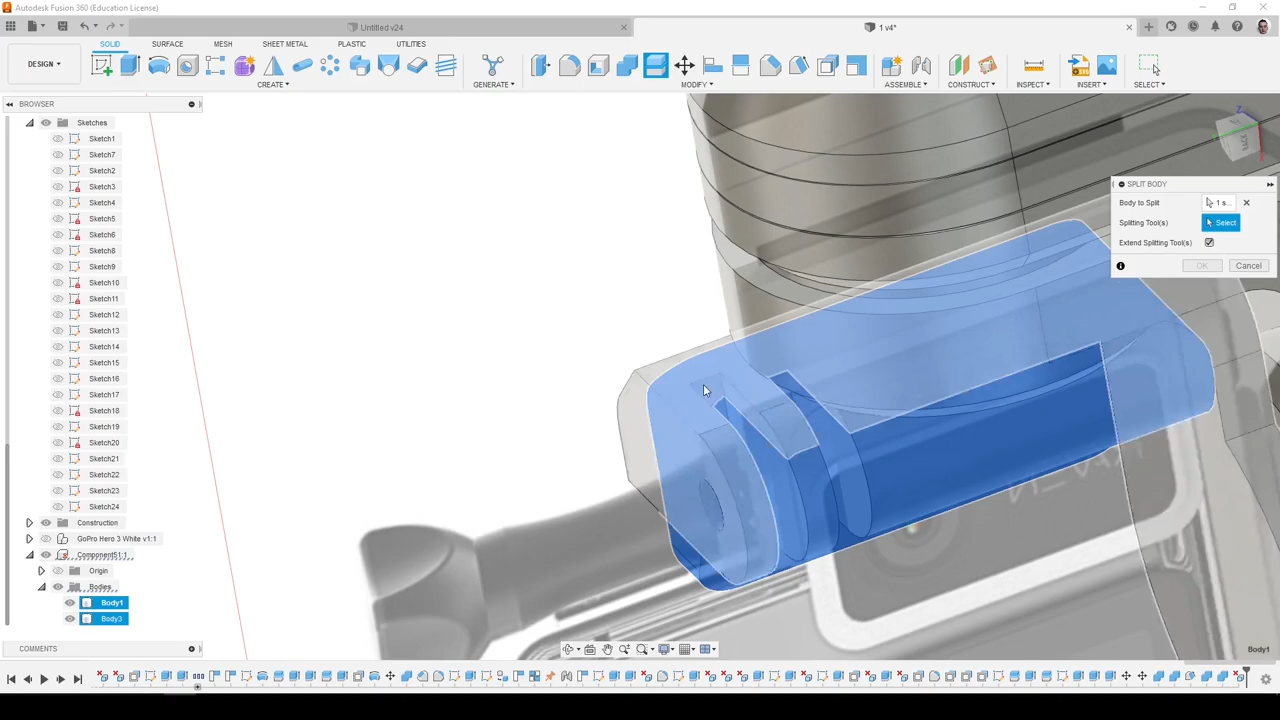 Autodesk Fusion 360 (Education License)
Untitled v24
1 v4*
DESIGN
SOLID SURFACE MESH SHEET METAL PLASTIC UTILITIES
CREATE GENERATE MODIFY ASSEMBLE CONSTRUCT INSPECT INSERT SELECT
BROWSER
Sketches
Sketch1
Sketch7
Sketch2
Sketch3
Sketch4
Sketch5
Sketch6
Sketch8
Sketch9
Sketch10
Sketch11
Sketch12
Sketch13
Sketch14
Sketch15
Sketch16
Sketch17
Sketch18
Sketch19
Sketch20
Sketch21
Sketch22
Sketch23
Sketch24
Construction
GoPro Hero 3 White v1:1
Component51:1
Origin
Bodies
Body1
Body3
COMMENTS
SPLIT BODY
Body to Split 1 s...
Splitting Tool(s) Select
Extend Splitting Tool(s)
OK Cancel
Body1